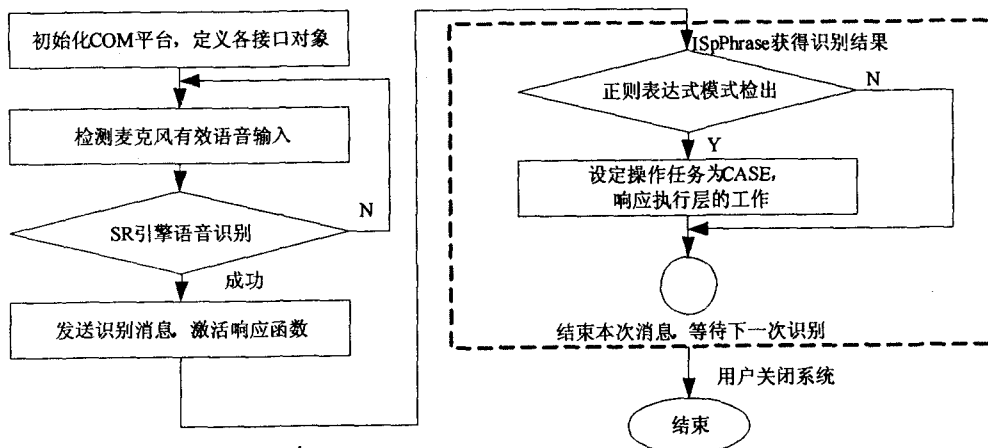 初始化COM平台，定义各接口对象
检测麦克风有效语音输入
SR引擎语音识别
N
成功
发送识别消息，激活响应函数
ISpPhrase获得识别结果
正则表达式模式检出
N
Y
设定操作任务为CASE，
响应执行层的工作
结束本次消息，等待下一次识别
用户关闭系统
结束